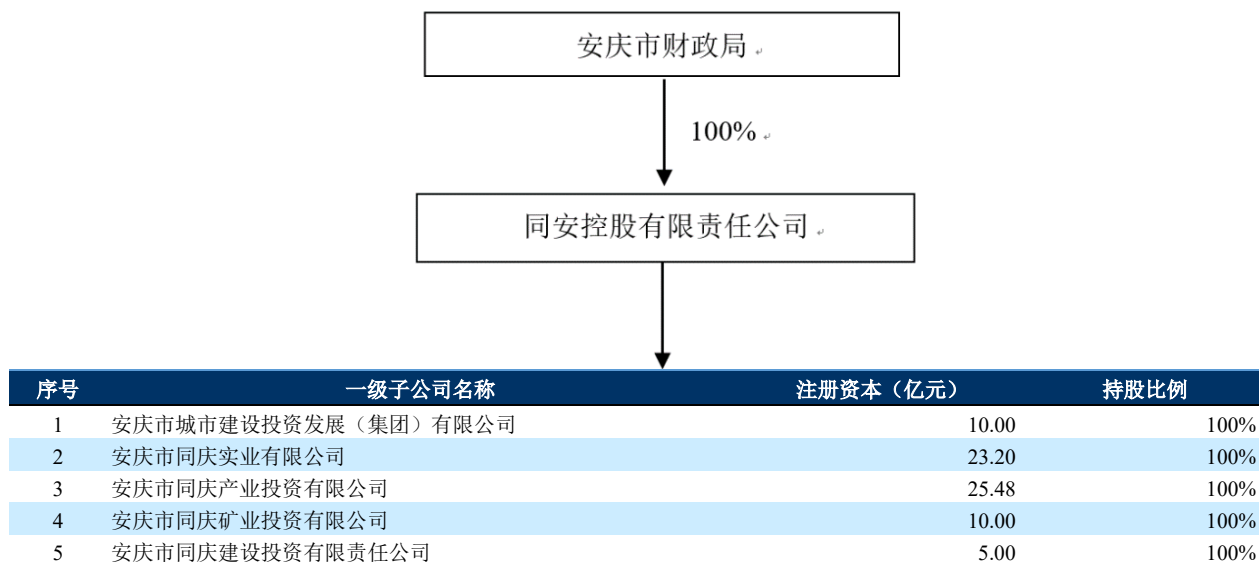 安庆市财政局
100%
同安控股有限责任公司
序号 一级子公司名称 注册资本（亿元） 持股比例
1 安庆市城市建设投资发展（集团）有限公司 10.00 100%
2 安庆市同庆实业有限公司 23.20 100%
3 安庆市同庆产业投资有限公司 25.48 100%
4 安庆市同庆矿业投资有限公司 10.00 100%
5 安庆市同庆建设投资有限责任公司 5.00 100%